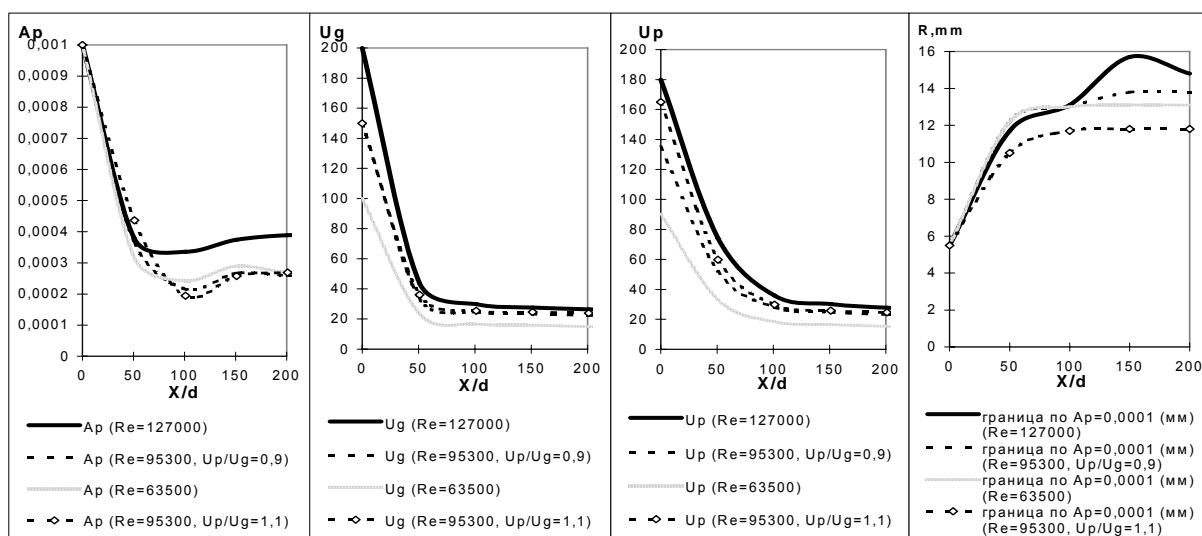 Ap
0,001
0,0009
0,0008
0,0007
0,0006
0,0005
0,0004
0,0003
0,0002
0,0001
0
0 50 100 150 200
X/d
Ap (Re=127000)
Ap (Re=95300, Up/Ug=0,9)
Ap (Re=63500)
Ap (Re=95300, Up/Ug=1,1)
Ug
200
180
160
140
120
100
80
60
40
20
0
0 50 100 150 200
X/d
Ug (Re=127000)
Ug (Re=95300, Up/Ug=0,9)
Ug (Re=63500)
Ug (Re=95300, Up/Ug=1,1)
Up
200
180
160
140
120
100
80
60
40
20
0
0 50 100 150 200
X/d
Up (Re=127000)
Up (Re=95300, Up/Ug=0,9)
Up (Re=63500)
Up (Re=95300, Up/Ug=1,1)
R,mm
16
14
12
10
8
6
4
2
0
0 50 100 150 200
X/d
граница по Ap=0,0001 (мм)
(Re=127000)
граница по Ap=0,0001 (мм)
(Re=95300, Up/Ug=0,9)
граница по Ap=0,0001 (мм)
(Re=63500)
граница по Ap=0,0001 (мм)
(Re=95300, Up/Ug=1,1)